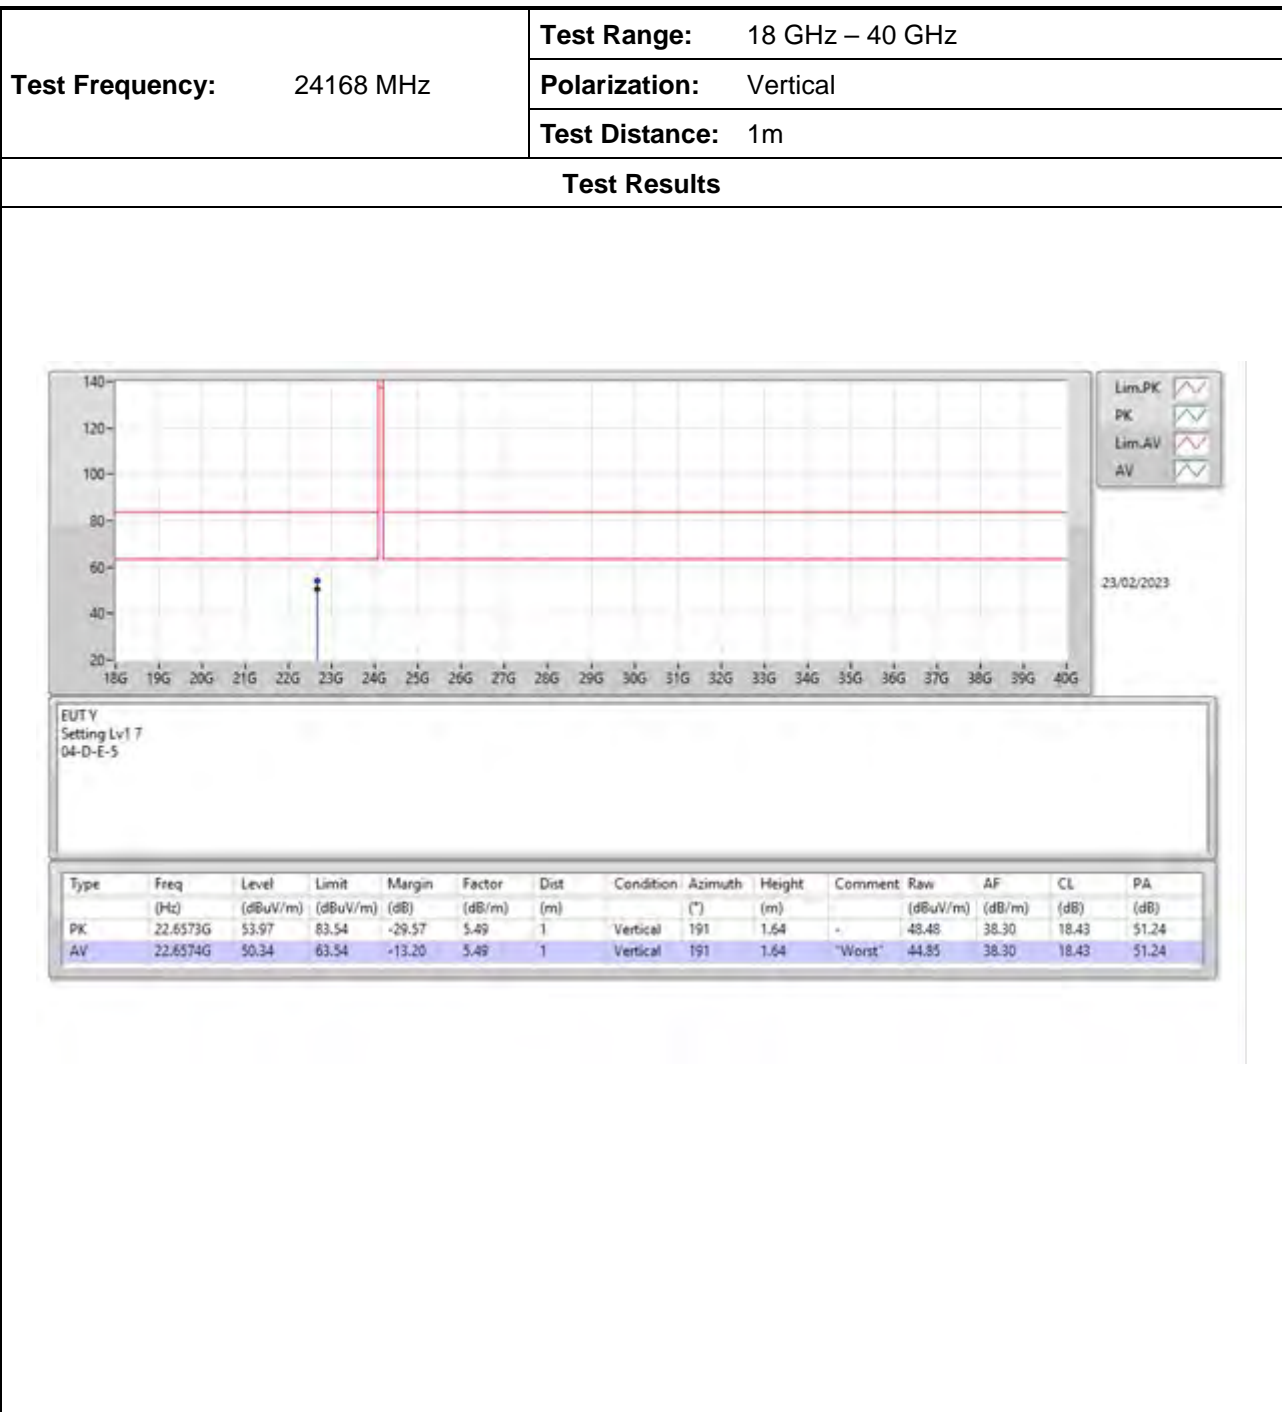 Test Frequency: 24168 MHz
Test Range: 18 GHz – 40 GHz
Polarization: Vertical
Test Distance: 1m
Test Results
140
120
100
80
60
40
20
18G 19G 20G 21G 22G 23G 24G 25G 26G 27G 28G 29G 30G 31G 32G 33G 34G 35G 36G 37G 38G 39G 40G
Lim.PK
PK
Lim.AV
AV
23/02/2023
EUT Y
Setting Lv1 7
04-D-E-5
Type Freq Level Limit Margin Factor Dist Condition Azimuth Height Comment Raw AF CL PA
(Hz) (dBuV/m) (dBuV/m) (dB) (dB/m) (m) (°) (m) (dBuV/m) (dB/m) (dB) (dB)
PK 22.6573G 53.97 83.54 -29.57 5.49 1 Vertical 191 1.64 - 48.48 38.30 18.43 51.24
AV 22.6574G 50.34 63.54 -13.20 5.49 1 Vertical 191 1.64 "Worst" 44.85 38.30 18.43 51.24